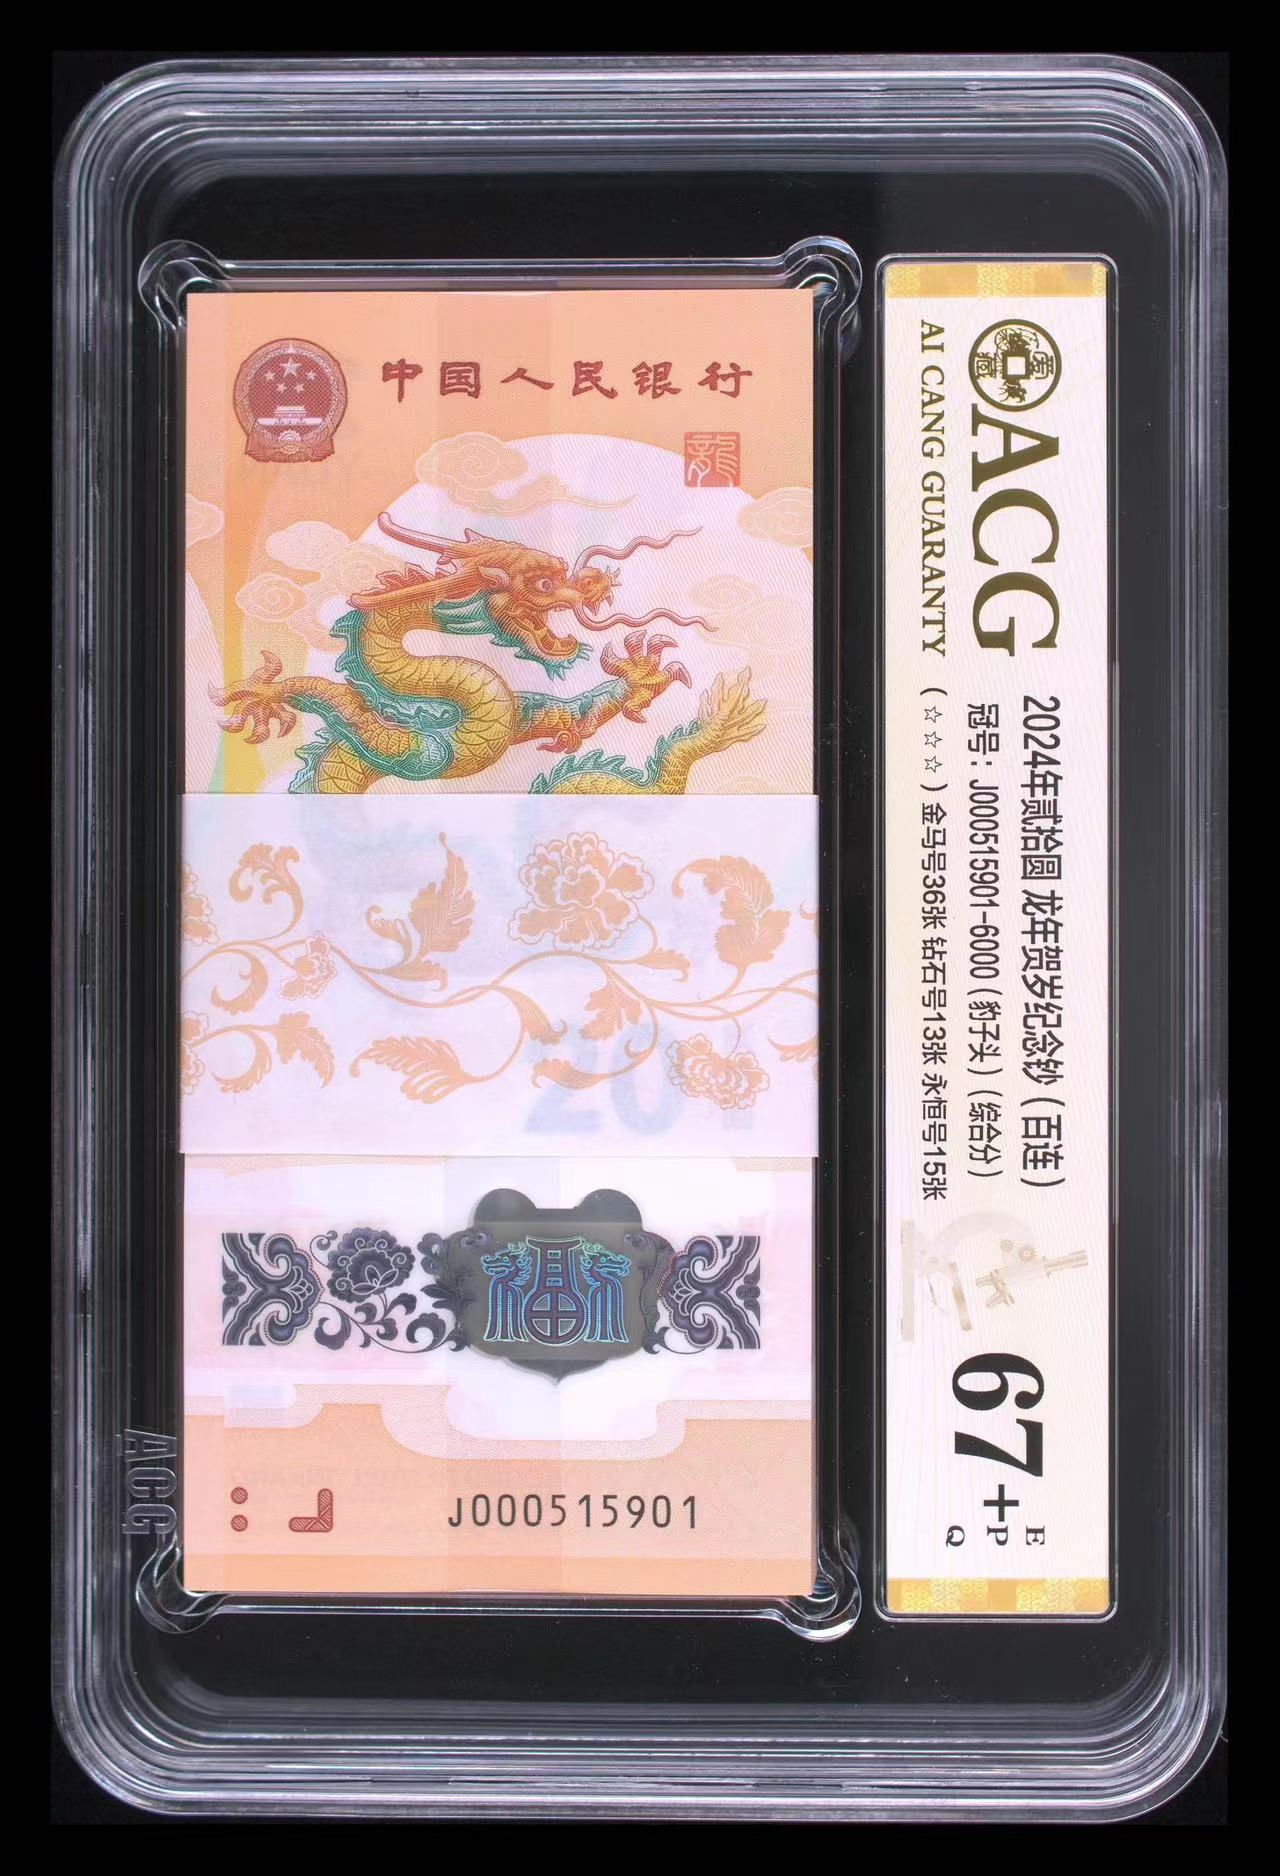 中国人民银行
龍
20
福
J000515901
ACG
ACG
AI CANG GUARANTY
2024年贰拾圆 龙年贺岁纪念钞（百连）
冠号：J000515901-6000（豹子头）（综合分）
（☆☆☆）金马号36张 钻石号13张 永恒号15张
67+
E
P
Q